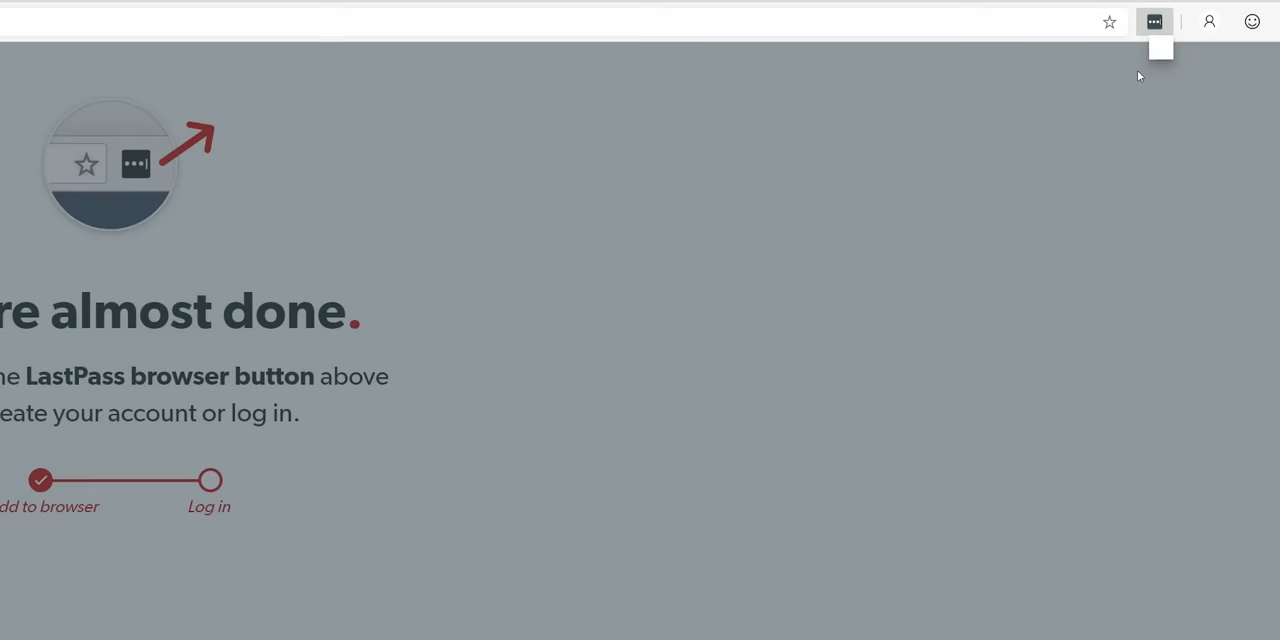 re almost done.
he LastPass browser button above
eate your account or log in.
dd to browser
Log in